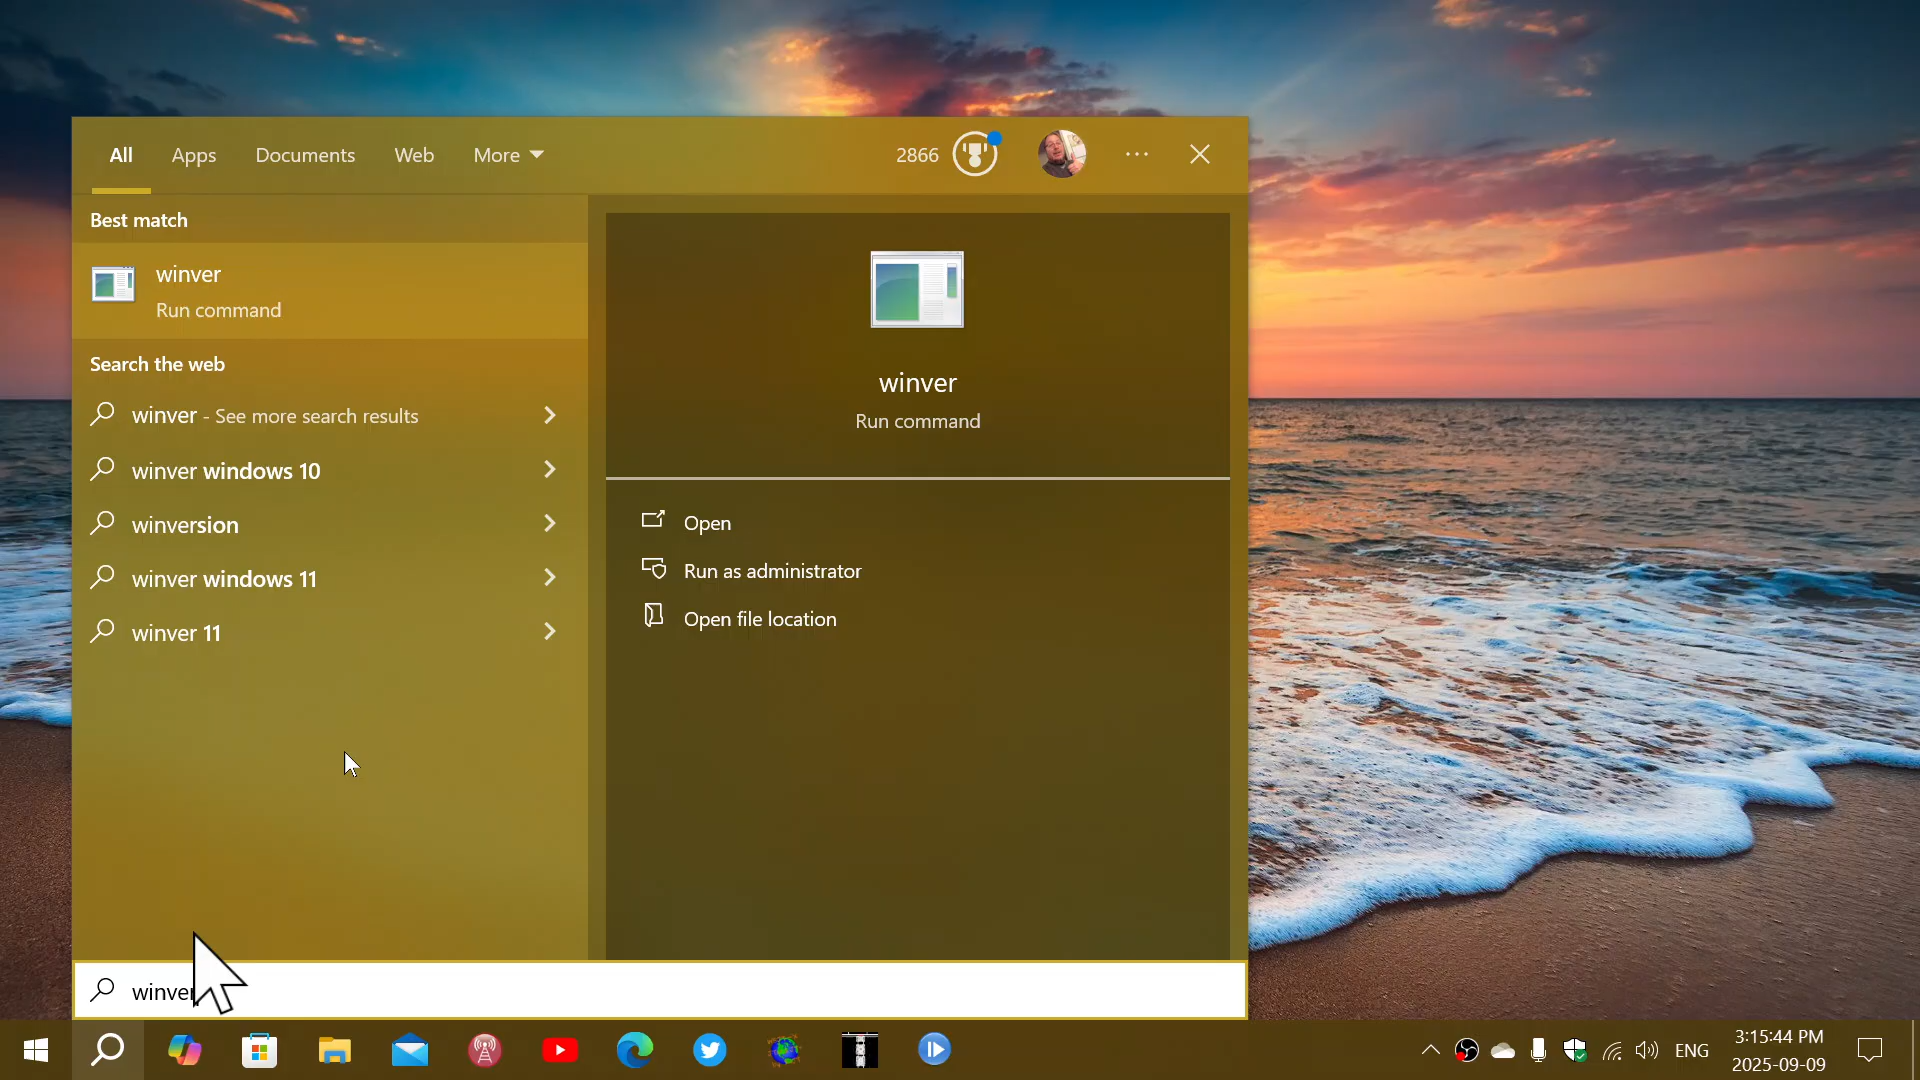 All Apps Documents Web More 2866
Best match
winver
Run command
Search the web
winver - See more search results
winver windows 10
winversion
winver windows 11
winver 11
winver
Run command
Open
Run as administrator
Open file location
winver
ENG
3:15:44 PM
2025-09-09